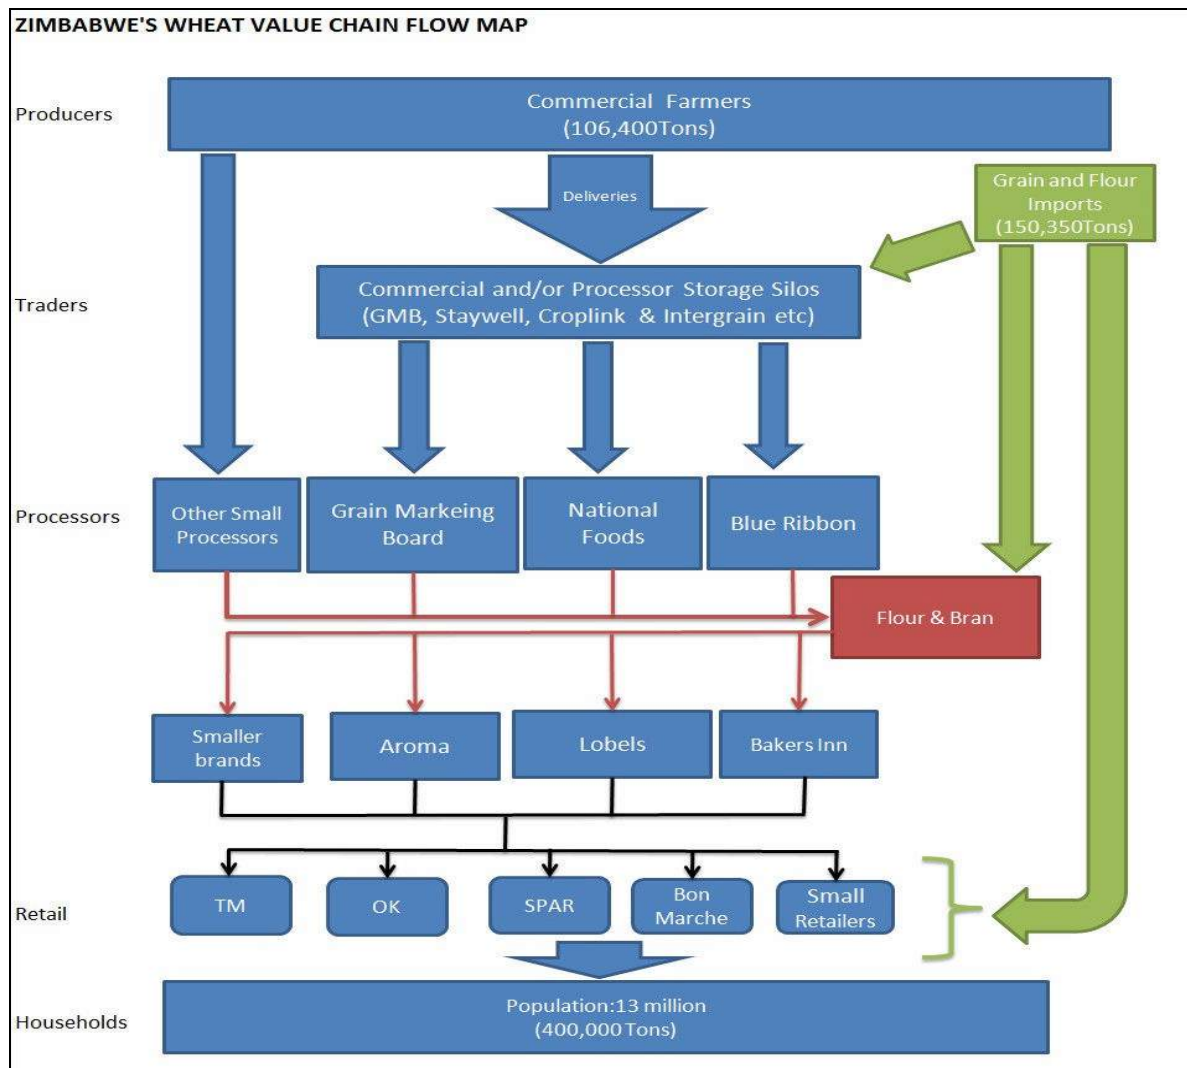 ZIMBABWE'S WHEAT VALUE CHAIN FLOW MAP
Producers
Commercial Farmers
(106,400Tons)
Deliveries
Grain and Flour
Imports
(150,350Tons)
Traders
Commercial and/or Processor Storage Silos
(GMB, Staywell, Croplink & Intergrain etc)
Processors
Other Small
Processors
Grain Markeing
Board
National
Foods
Blue Ribbon
Flour & Bran
Smaller
brands
Aroma
Lobels
Bakers Inn
Retail
TM
OK
SPAR
Bon
Marche
Small
Retailers
Households
Population:13 million
(400,000 Tons)